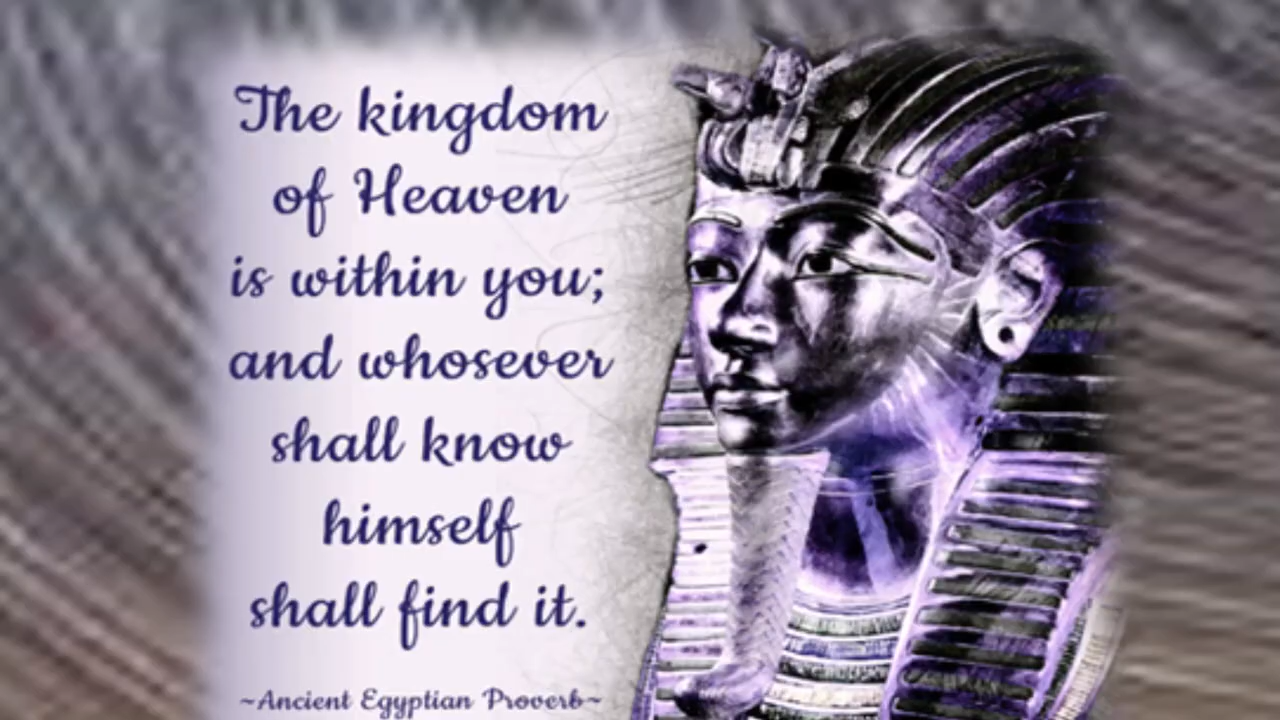 The kingdom
of Heaven
is within you;
and whosever
shall know
himself
shall find it.
~Ancient Egyptian Proverb~